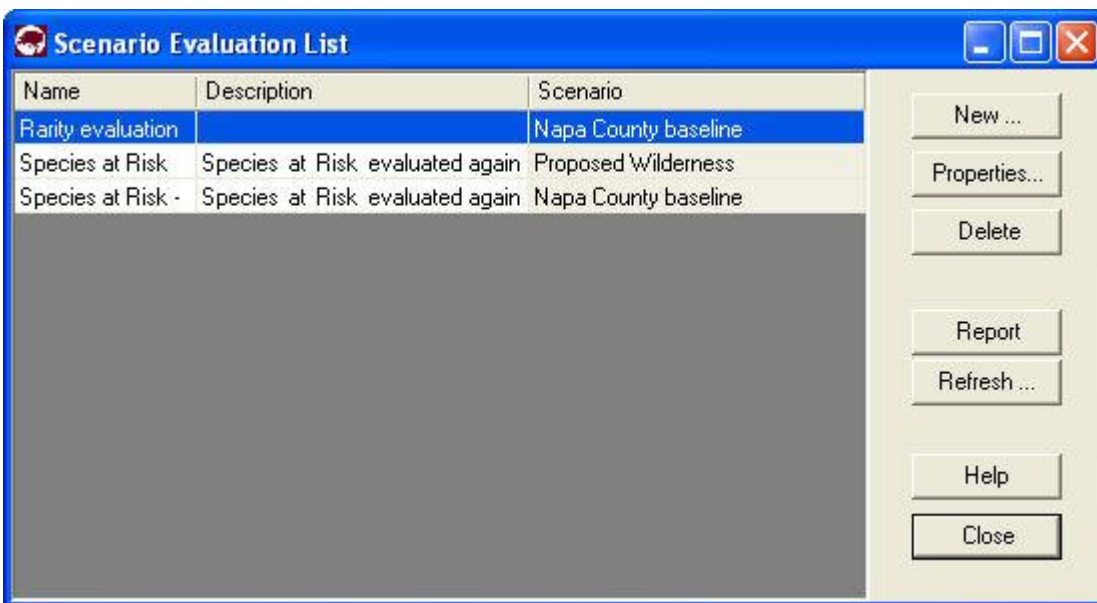 Scenario Evaluation List
Name Description Scenario
Rarity evaluation Napa County baseline
Species at Risk Species at Risk evaluated again Proposed Wilderness
Species at Risk - Species at Risk evaluated again Napa County baseline
New ...
Properties...
Delete
Report
Refresh ...
Help
Close